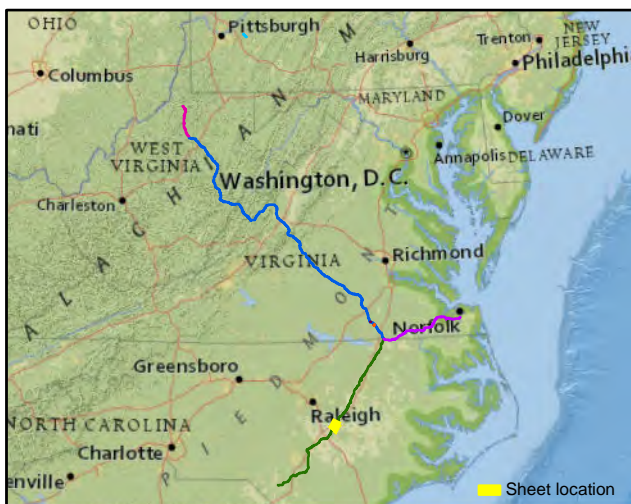 OHIO
Pittsburgh
NEW
JERSEY
Trenton
Harrisburg
Philadelphia
Columbus
MARYLAND
Dover
nati
WEST
VIRGINIA
Annapolis
DELAWARE
Washington, D.C.
Charleston
A L A C H I A N M
VIRGINIA
Richmond
Norfolk
Greensboro
P I E D M O N T
Raleigh
NORTH CAROLINA
Charlotte
enville
Sheet location